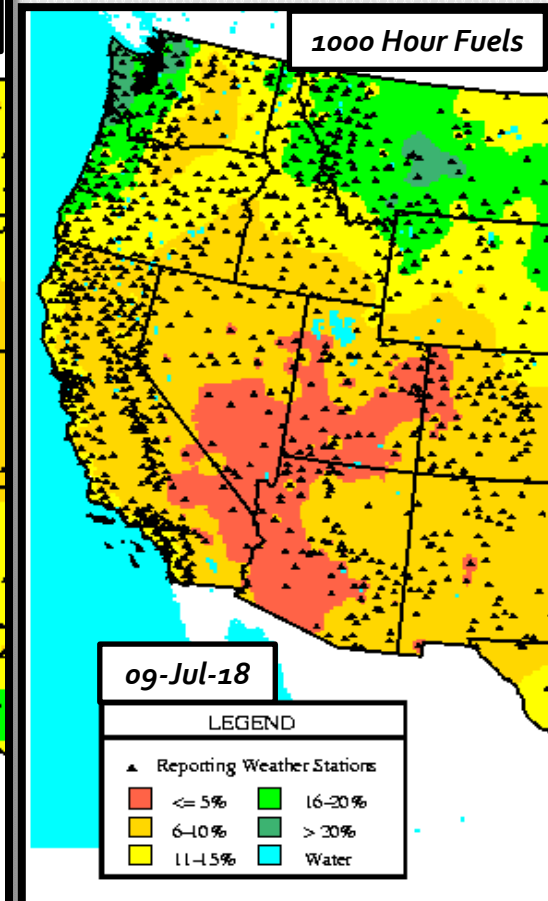 1000 Hour Fuels
09-Jul-18
LEGEND
Reporting Weather Stations
<= 5%
16-20%
6-10%
> 20%
11-15%
Water